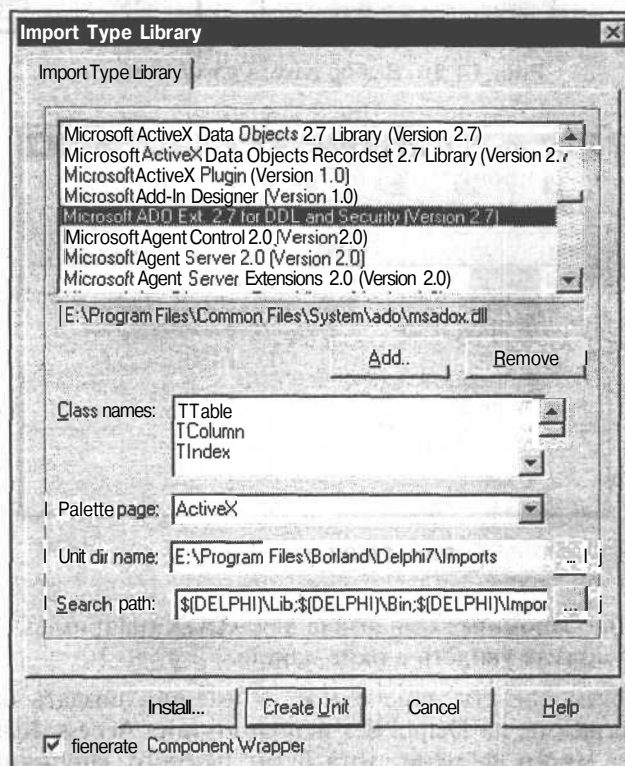 Import Type Library
Import Type Library
Microsoft ActiveX Data Objects 2.7 Library (Version 2.7)
Microsoft ActiveX Data Objects Recordset 2.7 Library (Version 2.7
Microsoft ActiveX Plugin (Version 1.0)
Microsoft Add-In Designer (Version 1.0)
Microsoft ADO Ext. 2.7 for DDL and Security (Version 2.7)
Microsoft Agent Control 2.0 (Version 2.0)
Microsoft Agent Server 2.0 (Version 2.0)
Microsoft Agent Server Extensions 2.0 (Version 2.0)
E:\Program Files\Common Files\System\ado\msadox.dll
Add.. Remove
Class names: TTable
TColumn
TIndex
Palette page: ActiveX
Unit dir name: E:\Program Files\Borland\Delphi7\Imports ...
Search path: $(DELPHI)\Lib;$(DELPHI)\Bin;$(DELPHI)\Impor ...
Install... Create Unit Cancel Help
fienerate Component Wrapper